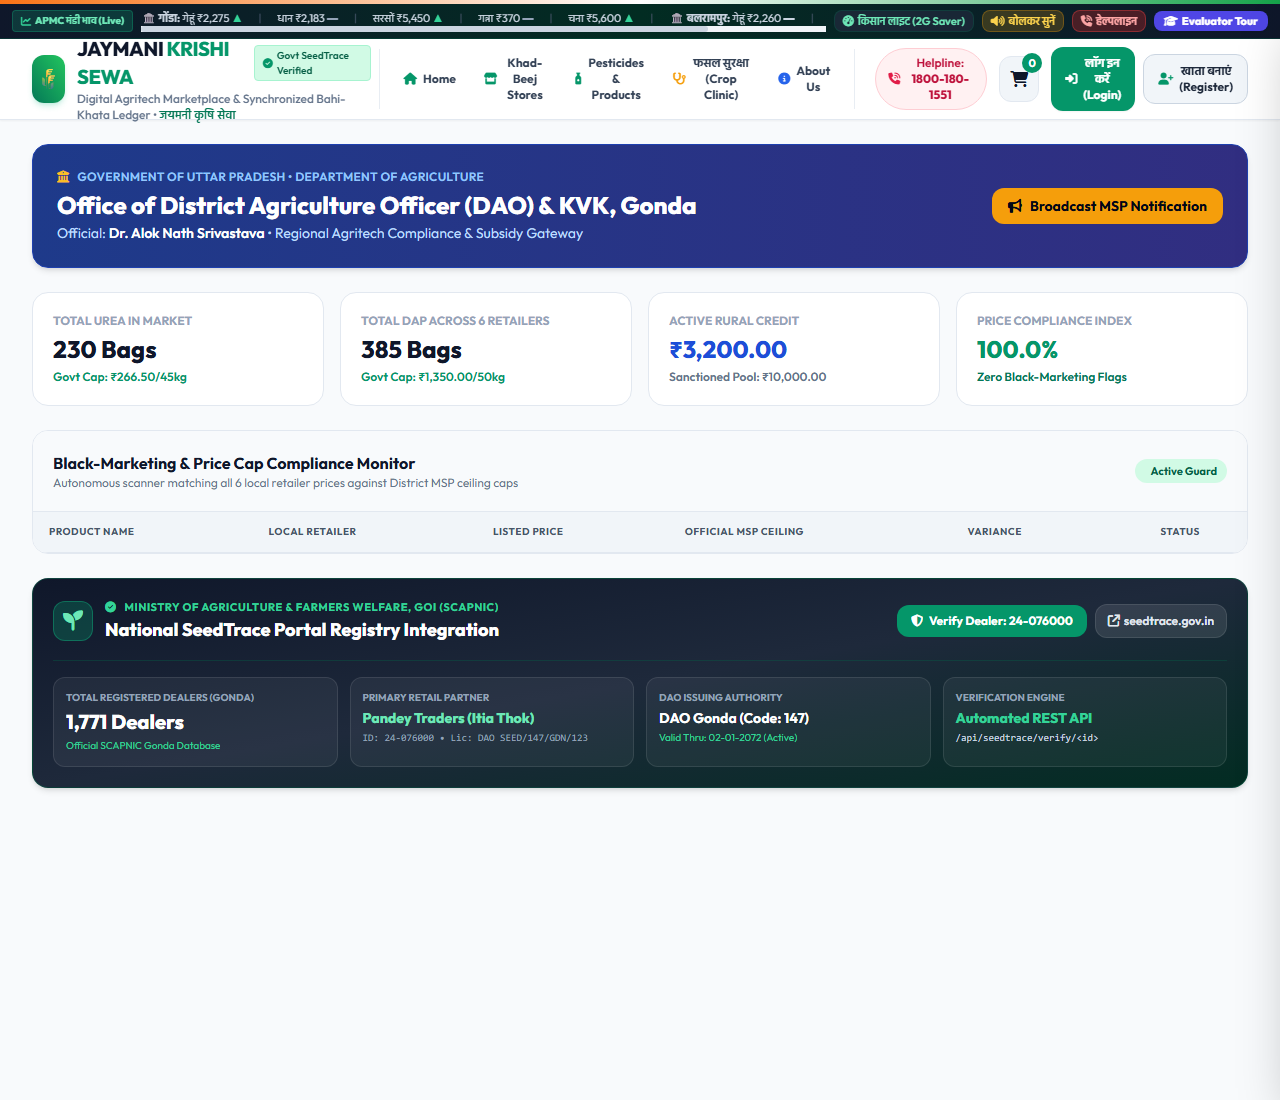 APMC मंडी भाव (Live)
गोंडा: गेहूं ₹2,275 ▲ | धान ₹2,183 — | सरसों ₹5,450 ▲ | गन्ना ₹370 — | चना ₹5,600 ▲ | बलरामपुर: गेहूं ₹2,260 — |
किसान लाइट (2G Saver)
बोलकर सुनें
हेल्पलाइन
Evaluator Tour
JAYMANI KRISHI SEWA
Govt SeedTrace Verified
Digital Agritech Marketplace & Synchronized Bahi-Khata Ledger • जयमनी कृषि सेवा
Home
Khad-Beej Stores
Pesticides & Products
फसल सुरक्षा (Crop Clinic)
About Us
Helpline: 1800-180-1551
0
लॉग इन करें (Login)
खाता बनाएं (Register)
GOVERNMENT OF UTTAR PRADESH • DEPARTMENT OF AGRICULTURE
Office of District Agriculture Officer (DAO) & KVK, Gonda
Official: Dr. Alok Nath Srivastava • Regional Agritech Compliance & Subsidy Gateway
Broadcast MSP Notification
TOTAL UREA IN MARKET
230 Bags
Govt Cap: ₹266.50/45kg
TOTAL DAP ACROSS 6 RETAILERS
385 Bags
Govt Cap: ₹1,350.00/50kg
ACTIVE RURAL CREDIT
₹3,200.00
Sanctioned Pool: ₹10,000.00
PRICE COMPLIANCE INDEX
100.0%
Zero Black-Marketing Flags
Black-Marketing & Price Cap Compliance Monitor
Autonomous scanner matching all 6 local retailer prices against District MSP ceiling caps
Active Guard
PRODUCT NAME LOCAL RETAILER LISTED PRICE OFFICIAL MSP CEILING VARIANCE STATUS
MINISTRY OF AGRICULTURE & FARMERS WELFARE, GOI (SCAPNIC)
National SeedTrace Portal Registry Integration
Verify Dealer: 24-076000
seedtrace.gov.in
TOTAL REGISTERED DEALERS (GONDA)
1,771 Dealers
Official SCAPNIC Gonda Database
PRIMARY RETAIL PARTNER
Pandey Traders (Itia Thok)
ID: 24-076000 • Lic: DAO SEED/147/GDN/123
DAO ISSUING AUTHORITY
DAO Gonda (Code: 147)
Valid Thru: 02-01-2072 (Active)
VERIFICATION ENGINE
Automated REST API
/api/seedtrace/verify/<id>